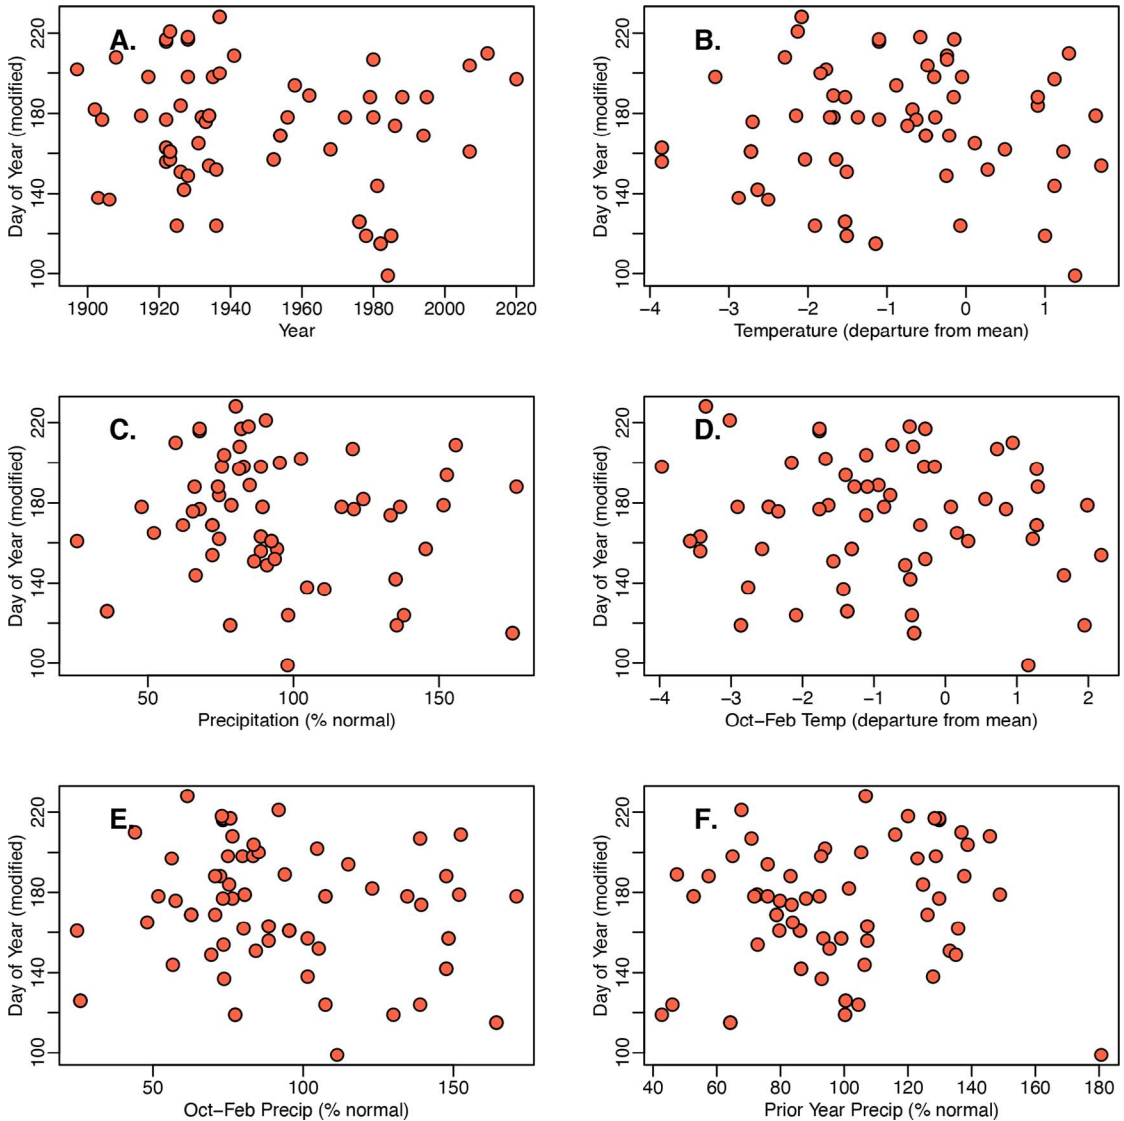 A.
Day of Year (modified)
100 140 180 220
1900 1920 1940 1960 1980 2000 2020
Year
B.
Day of Year (modified)
100 140 180 220
−4 −3 −2 −1 0 1
Temperature (departure from mean)
C.
Day of Year (modified)
100 140 180 220
50 100 150
Precipitation (% normal)
D.
Day of Year (modified)
100 140 180 220
−4 −3 −2 −1 0 1 2
Oct−Feb Temp (departure from mean)
E.
Day of Year (modified)
100 140 180 220
50 100 150
Oct−Feb Precip (% normal)
F.
Day of Year (modified)
100 140 180 220
40 60 80 100 120 140 160 180
Prior Year Precip (% normal)